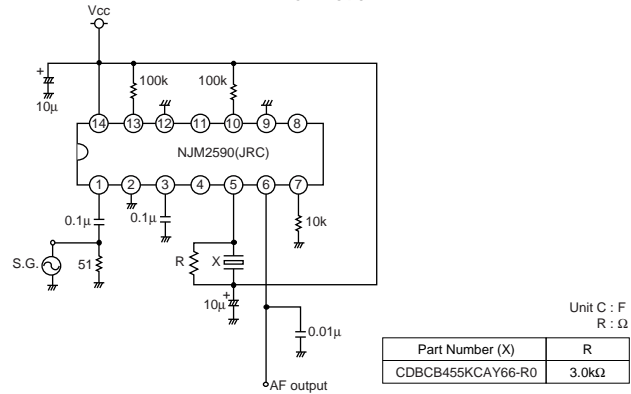 Vcc
+
10µ
100k
100k
14
13
12
11
10
9
8
NJM2590(JRC)
1
2
3
4
5
6
7
0.1µ
0.1µ
10k
S.G.
51
R
X
+
10µ
0.01µ
AF output
Unit C : F
R : Ω
Part Number (X) R
CDBCB455KCAY66-R0 3.0kΩ